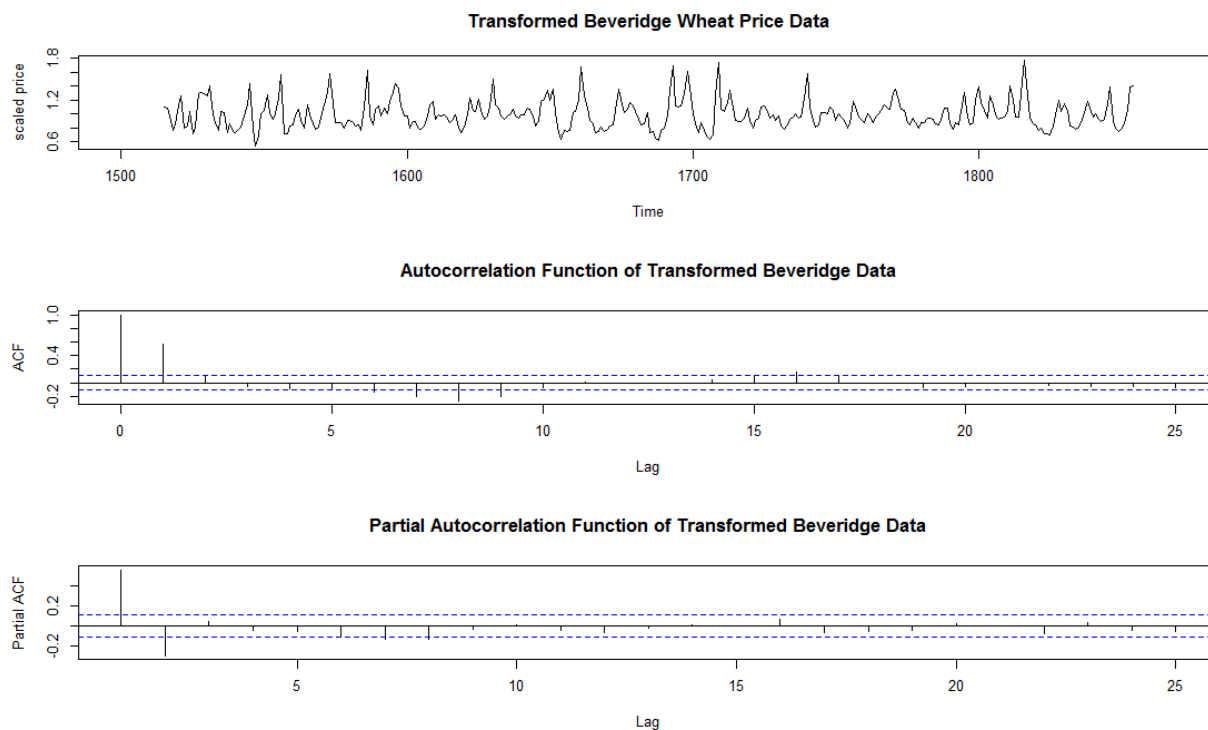 Transformed Beveridge Wheat Price Data
scaled price
0.6 1.2 1.8
1500 1600 1700 1800
Time
Autocorrelation Function of Transformed Beveridge Data
ACF
-0.2 0.4 1.0
0 5 10 15 20 25
Lag
Partial Autocorrelation Function of Transformed Beveridge Data
Partial ACF
-0.2 0.2
5 10 15 20 25
Lag